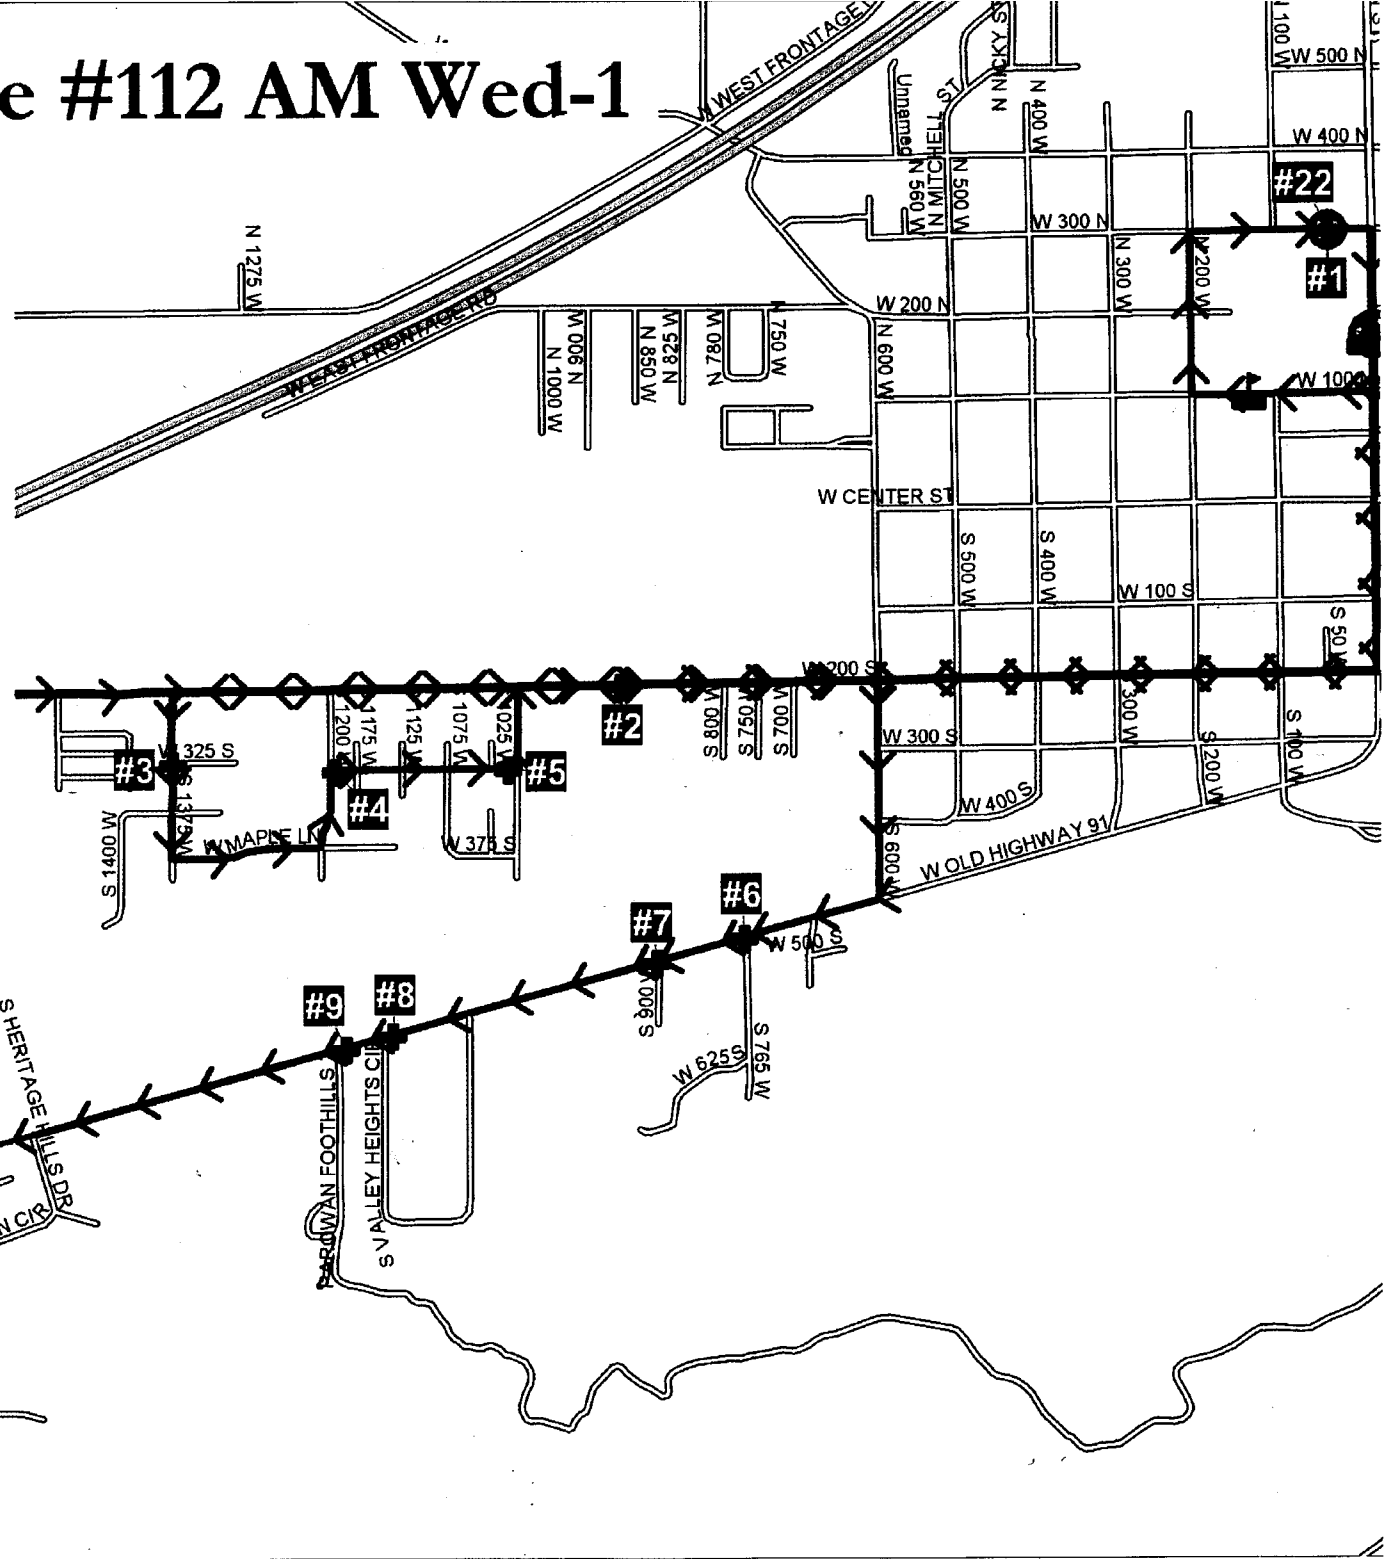 e #112 AM Wed-1
N WEST FRONTAGE
N NICKY ST
N 100 W
W 500 N
Unnamed
N MITCHELL ST
N 400 W
W 400 N
N 560 W
N 500 W
#22
W 300 N
N 1275 W
N 300 W
N 200 W
#1
W EAST FRONTAGE RD
W 200 N
N 1000 W
N 900 W
N 850 W
N 825 W
N 780 W
N 750 W
N 600 W
W 100
W CENTER ST
S 500 W
S 400 W
W 100 S
S 50 W
W 200 S
1200
1175 W
1125 W
1075 W
1025 W
#2
S 800 W
S 750 W
S 700 W
300 W
S 200 W
S 100 W
W 300 S
W 325 S
#3
#4
#5
S 1375 W
S 1400 W
W MAPLE LN
W 375 S
W 400 S
S 600 W
W OLD HIGHWAY 91
#6
#7
W 500 S
S 900 W
#9
#8
S 765 W
W 625 S
S HERITAGE HILLS DR
PAROWAN FOOTHILLS
S VALLEY HEIGHTS CIR
N CIR